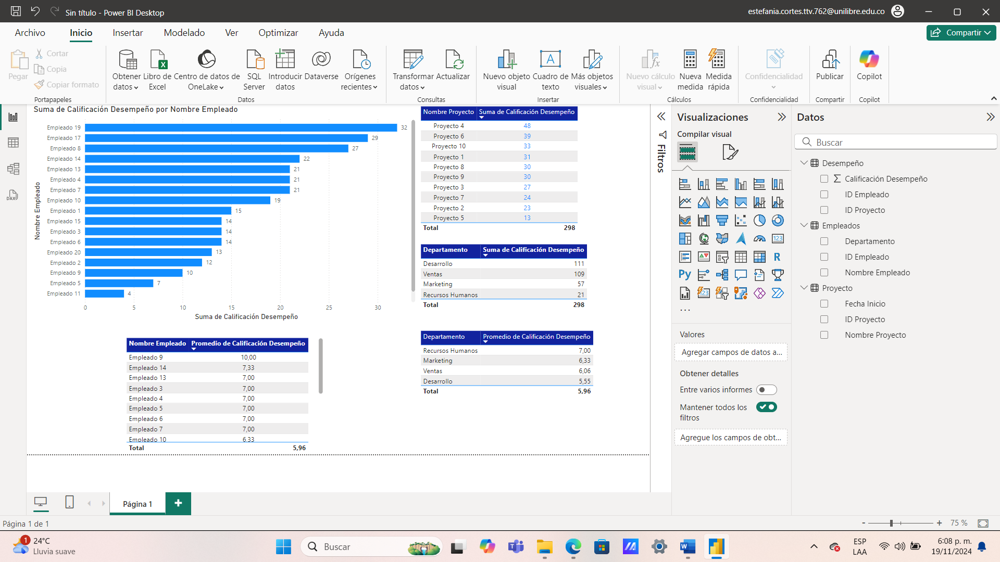 Sin título - Power BI Desktop
estefania.cortes.ttv.762@unilibre.edu.co
Archivo
Inicio
Insertar
Modelado
Ver
Optimizar
Ayuda
Compartir
Pegar
Cortar
Copia
Copiar formato
Portapapeles
Obtener datos
Libro de Excel
Centro de datos de OneLake
SQL Server
Introducir datos
Dataverse
Orígenes recientes
Datos
Transformar datos
Actualizar
Consultas
Nuevo objeto visual
Cuadro de texto
A
Más objetos visuales
Insertar
Nuevo cálculo visual
Nueva medida
Medida rápida
Cálculos
Confidencialidad
Confidencialidad
Publicar
Compartir
Copilot
Copilot
Suma de Calificación Desempeño por Nombre Empleado
Nombre Empleado
Empleado 19 32
Empleado 17 29
Empleado 8 27
Empleado 14 22
Empleado 13 21
Empleado 4 21
Empleado 7 21
Empleado 10 19
Empleado 1 15
Empleado 15 14
Empleado 3 14
Empleado 6 14
Empleado 20 13
Empleado 2 12
Empleado 9 10
Empleado 5 7
Empleado 11 4
0 5 10 15 20 25 30
Suma de Calificación Desempeño
Nombre Proyecto Suma de Calificación Desempeño
Proyecto 4 48
Proyecto 6 39
Proyecto 10 33
Proyecto 1 31
Proyecto 8 30
Proyecto 9 30
Proyecto 3 27
Proyecto 7 24
Proyecto 2 23
Proyecto 5 13
Total 298
Departamento Suma de Calificación Desempeño
Desarrollo 111
Ventas 109
Marketing 57
Recursos Humanos 21
Total 298
Nombre Empleado Promedio de Calificación Desempeño
Empleado 9 10,00
Empleado 14 7,33
Empleado 13 7,00
Empleado 3 7,00
Empleado 4 7,00
Empleado 5 7,00
Empleado 6 7,00
Empleado 7 7,00
Empleado 10 6,33
Total 5,96
Departamento Promedio de Calificación Desempeño
Recursos Humanos 7,00
Marketing 6,33
Ventas 6,06
Desarrollo 5,55
Total 5,96
Filtros
Visualizaciones
Compilar visual
123
R
Py
123
...
Valores
Agregar campos de datos a...
Obtener detalles
Entre varios informes
Mantener todos los
filtros
Agregue los campos de obt...
Datos
Buscar
Desempeño
Calificación Desempeño
ID Empleado
ID Proyecto
Empleados
Departamento
ID Empleado
Nombre Empleado
Proyecto
Fecha Inicio
ID Proyecto
Nombre Proyecto
DAX
Página 1
Página 1 de 1
- + 75 %
1
24°C
Lluvia suave
Buscar
ESP
LAA
6:08 p. m.
19/11/2024